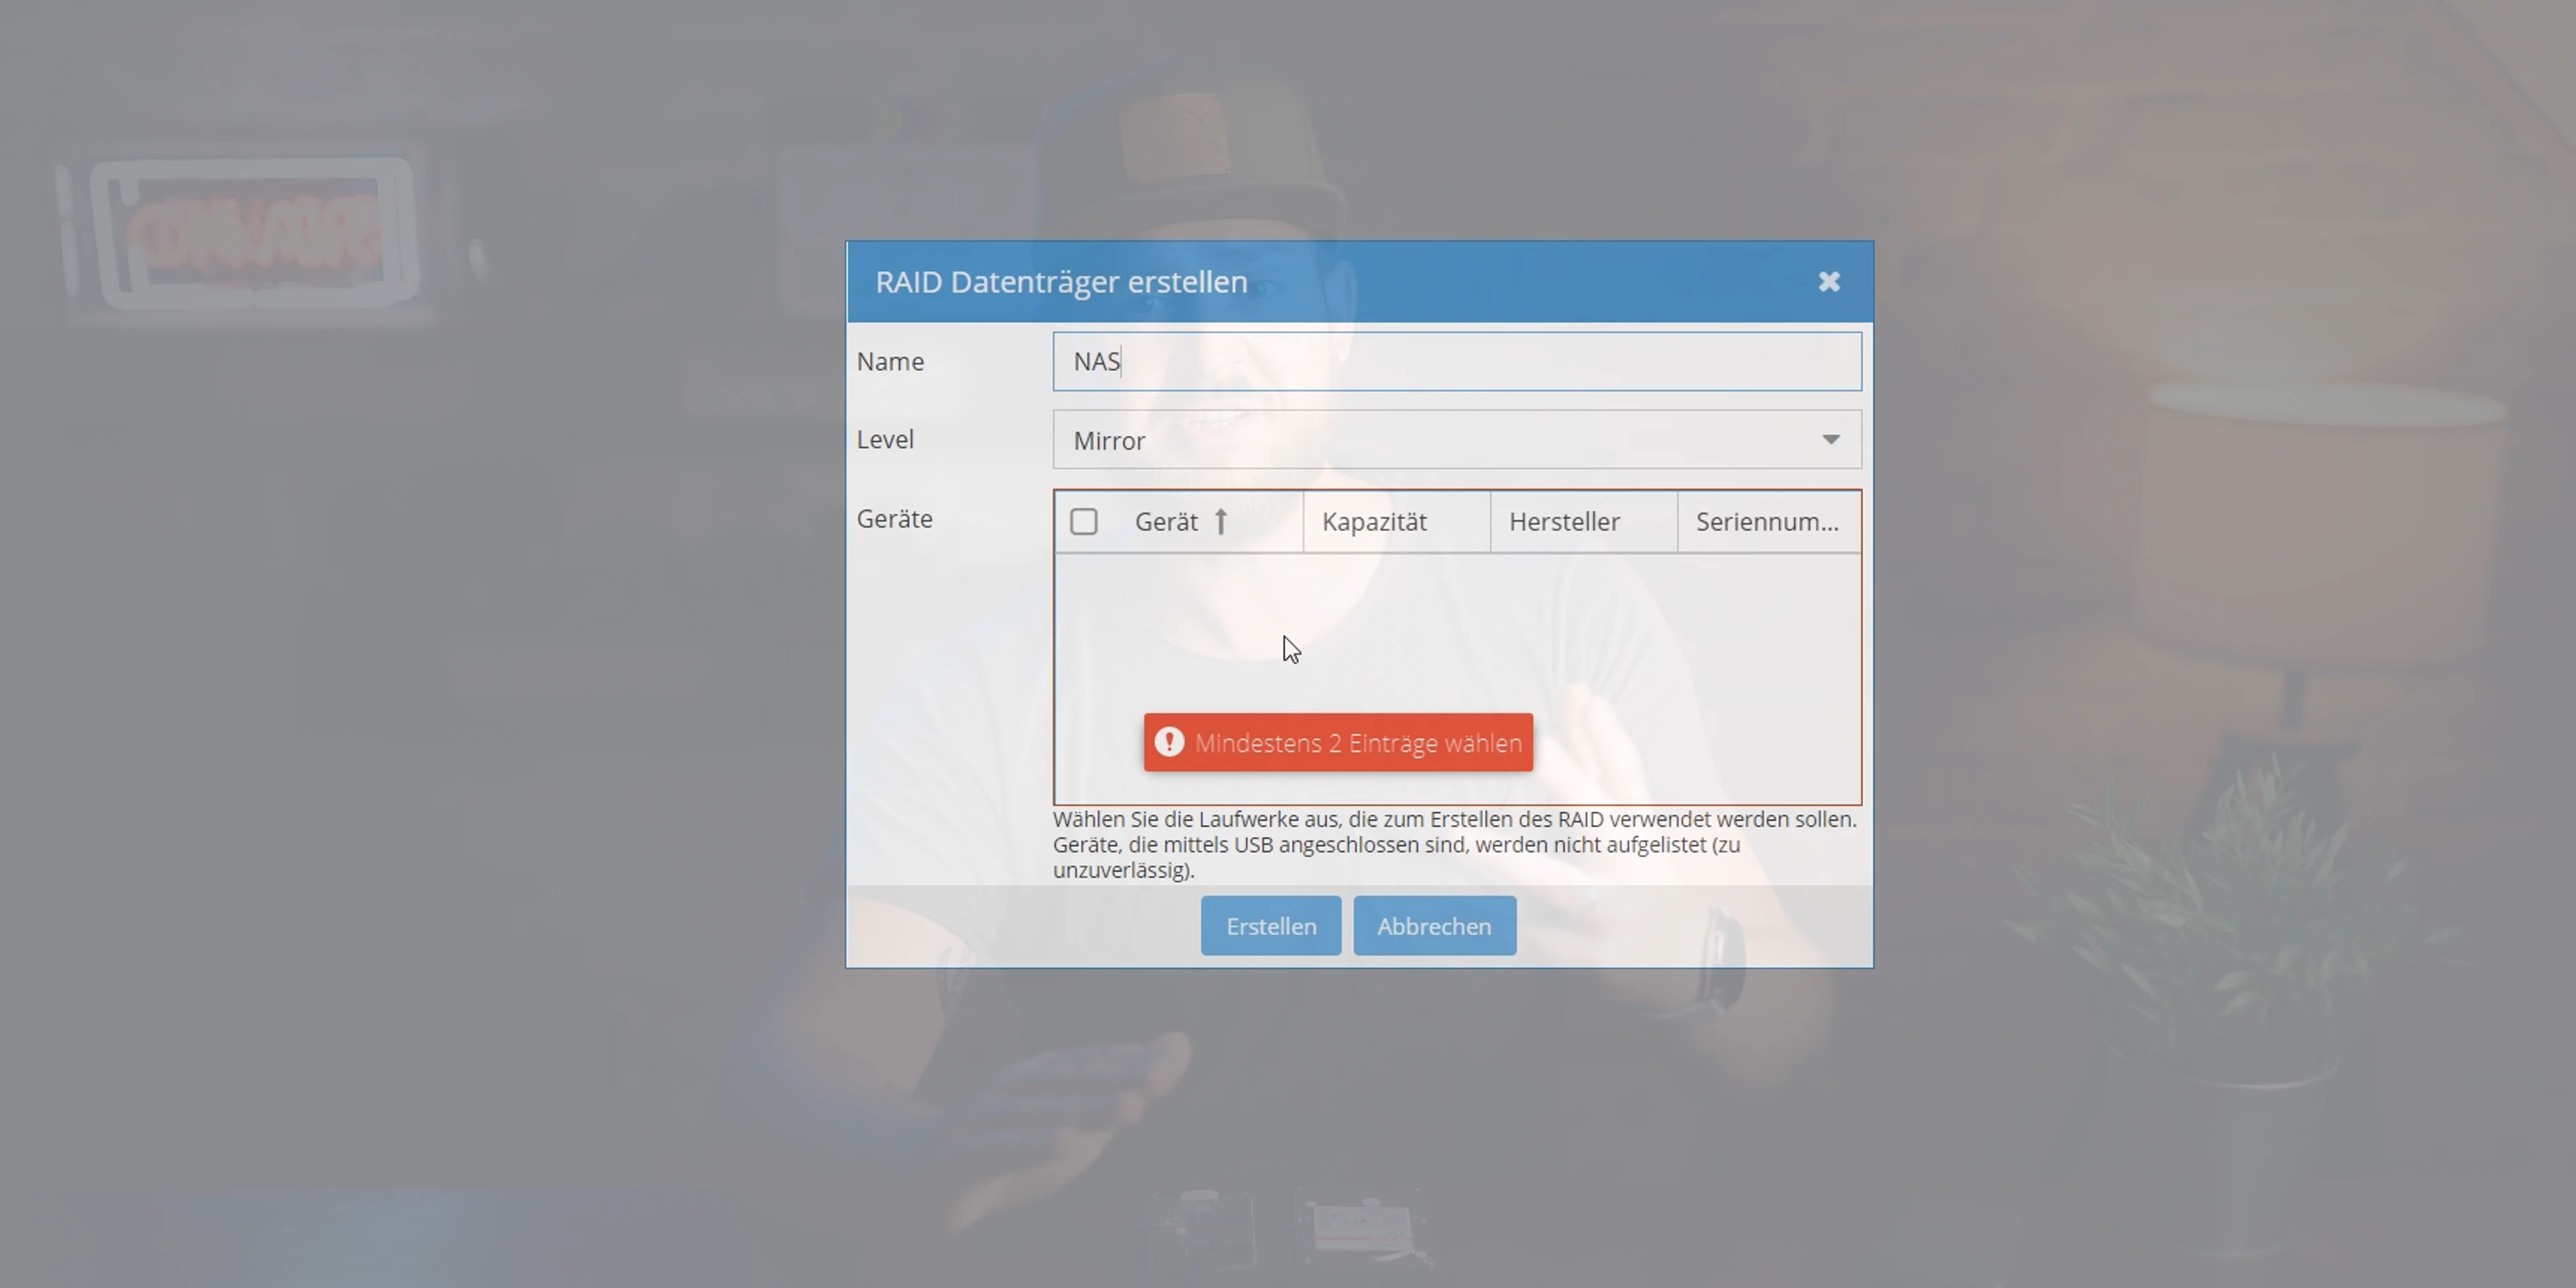 RAID Datenträger erstellen
Name
NAS
Level
Mirror
Geräte
Gerät
Kapazität
Hersteller
Seriennum...
Mindestens 2 Einträge wählen
Wählen Sie die Laufwerke aus, die zum Erstellen des RAID verwendet werden sollen.
Geräte, die mittels USB angeschlossen sind, werden nicht aufgelistet (zu
unzuverlässig).
Erstellen
Abbrechen